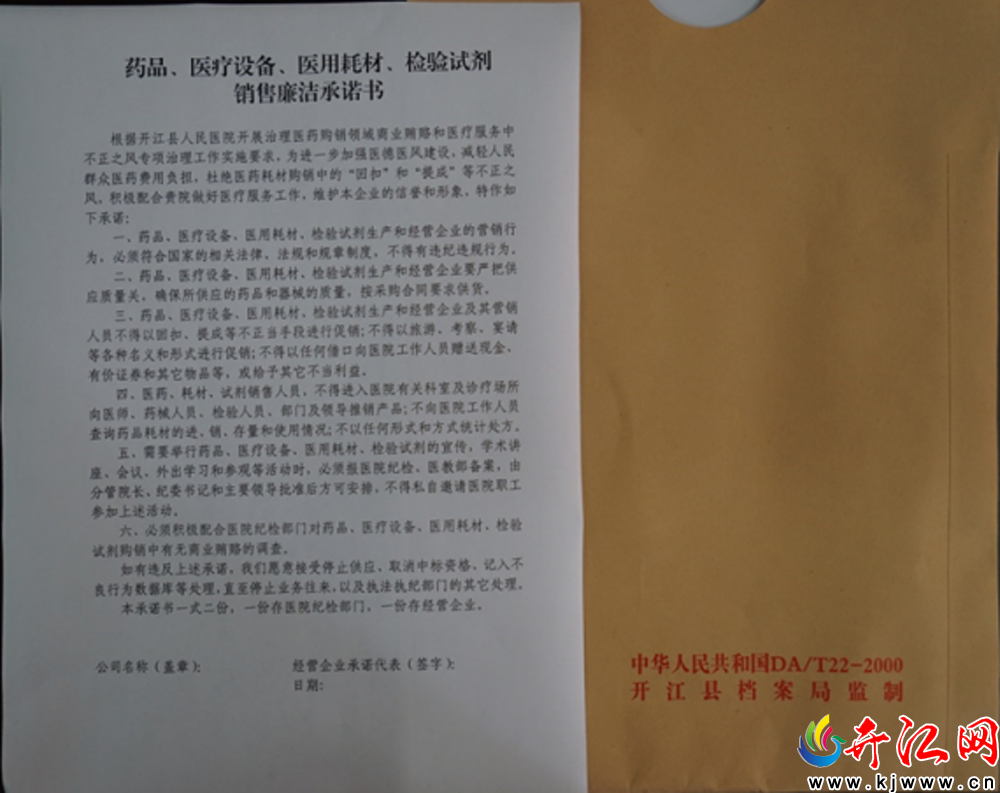 药品、医疗设备、医用耗材、检验试剂
销售廉洁承诺书
根据开江县人民医院开展治理医药购销领域商业贿赂和医疗服务中
不正之风专项治理工作实施要求，为进一步加强医德医风建设，减轻人民
群众医药费用负担，杜绝医药耗材购销中的“回扣”和“提成”等不正之
风，积极配合贵院做好医疗服务工作，维护本企业的信誉和形象，特作如
下承诺：
一、药品、医疗设备、医用耗材、检验试剂生产和经营企业的营销行
为，必须符合国家的相关法律、法规和规章制度，不得有违纪违规行为。
二、药品、医疗设备、医用耗材、检验试剂生产和经营企业要严把供
应质量关，确保所供应的药品和器械的质量，按采购合同要求供货。
三、药品、医疗设备、医用耗材、检验试剂生产和经营企业及其营销
人员不得以回扣、提成等不正当手段进行促销；不得以旅游、考察、宴请
等各种名义和形式进行促销；不得以任何借口向医院工作人员赠送现金、
有价证券和其它物品等，或给予其它不当利益。
四、医药、耗材、试剂销售人员，不得进入医院有关科室及诊疗场所
向医师、药械人员、检验人员、部门及领导推销产品；不向医院工作人员
查询药品耗材的进、销、存量和使用情况；不以任何形式和方式统计处方。
五、需要举行药品、医疗设备、医用耗材、检验试剂的宣传，学术讲
座、会议、外出学习和参观等活动时，必须报医院纪检、医教部备案，由
分管院长、纪委书记和主要领导批准后方可安排，不得私自邀请医院职工
参加上述活动。
六、必须积极配合医院纪检部门对药品、医疗设备、医用耗材、检验
试剂购销中有无商业贿赂的调查。
如有违反上述承诺，我们愿意接受停止供应、取消中标资格、记入不
良行为数据库等处理，直至停止业务往来，以及执法执纪部门的其它处理。
本承诺书一式二份，一份存医院纪检部门，一份存经营企业。
公司名称（盖章）： 经营企业承诺代表（签字）：
日期：
中华人民共和国DA/T22-2000
开江县档案局监制
开江网
www.kjwww.cn